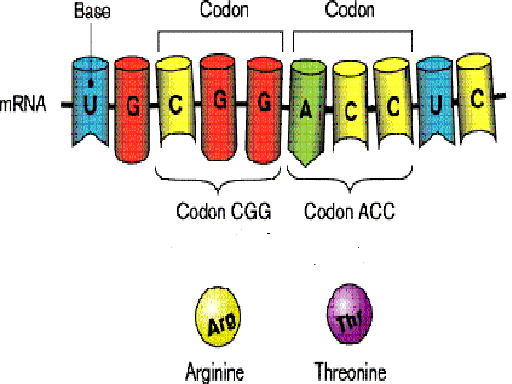 Base
Codon Codon
mRNA U G C G G A C C U C
Codon CGG Codon ACC
Arg Thr
Arginine Threonine